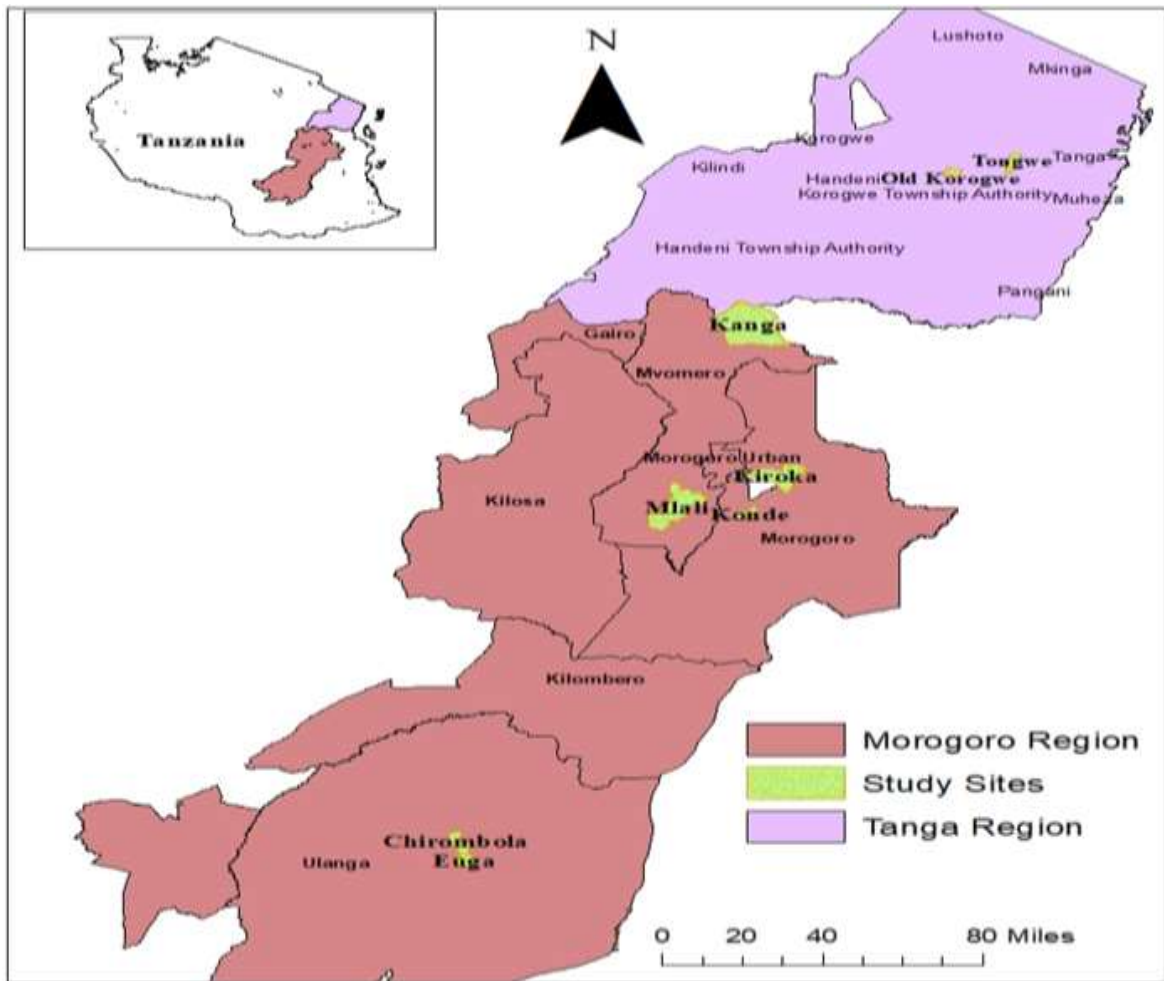 N
Tanzania
Lushoto
Mkinga
Korogwe
Kilindi
Tongwe
Tanga
Handeni
Old Korogwe
Korogwe Township Authority
Muheza
Handeni Township Authority
Pangani
Kanga
Gairo
Mvomero
Morogoro Urban
Kiroka
Kilosa
Mlali
Konde
Morogoro
Kilombero
Morogoro Region
Study Sites
Tanga Region
Chirombola
Ulanga
Euga
0 20 40 80 Miles